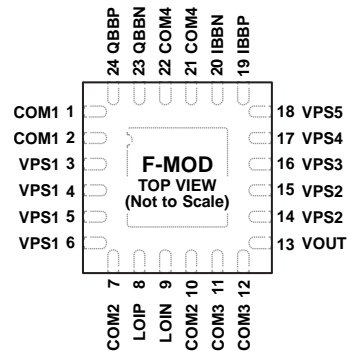 24 QBBP
23 QBBN
22 COM4
21 COM4
20 IBBN
19 IBBP
COM1 1
COM1 2
VPS1 3
VPS1 4
VPS1 5
VPS1 6
F-MOD
TOP VIEW
(Not to Scale)
18 VPS5
17 VPS4
16 VPS3
15 VPS2
14 VPS2
13 VOUT
COM2 7
LOIP 8
LOIN 9
COM2 10
COM3 11
COM3 12